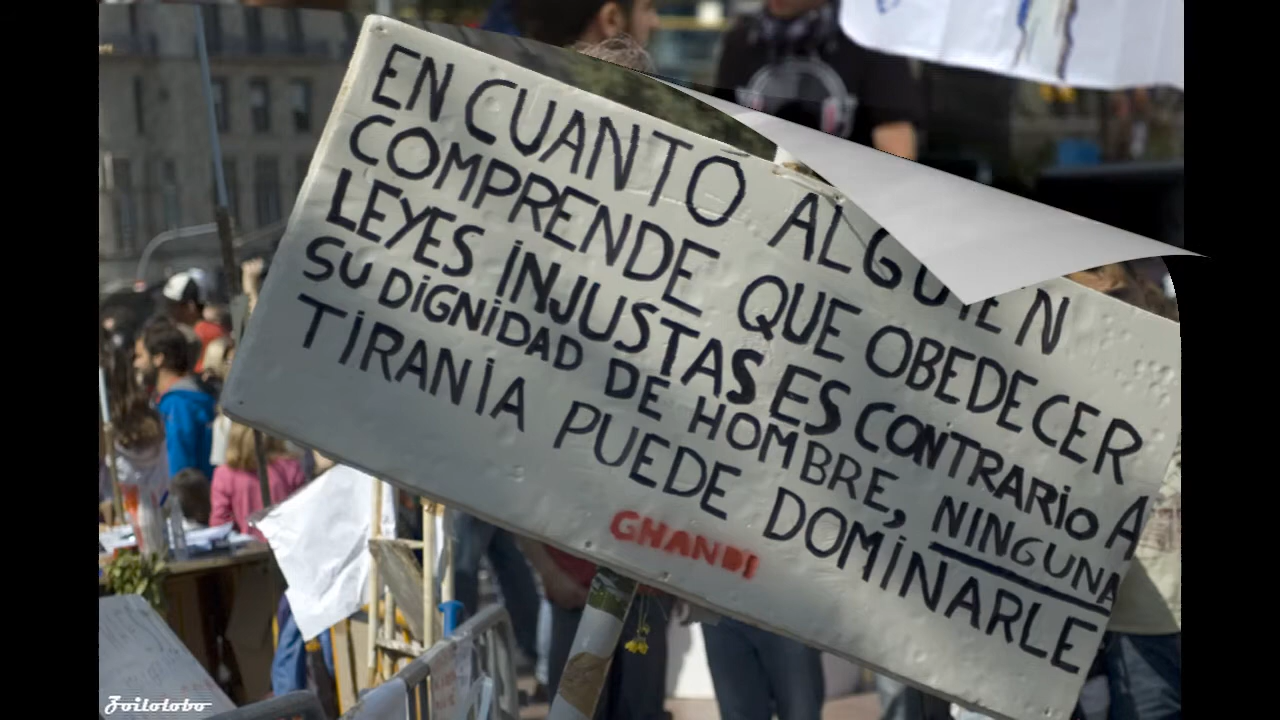 EN CUANTO ALGUIEN
COMPRENDE QUE OBEDECER
LEYES INJUSTAS ES CONTRARIO A
SU DIGNIDAD DE HOMBRE, NINGUNA
TIRANIA PUEDE DOMINARLE
GHANDI
Zoilolobo